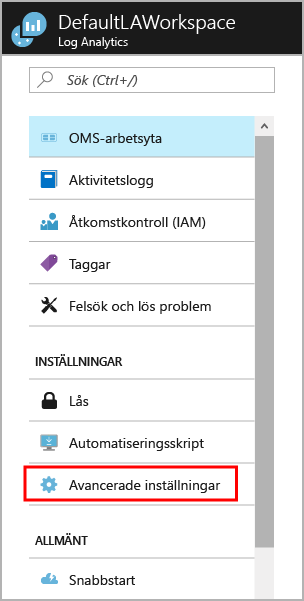 DefaultLAWorkspace
Log Analytics
Sök (Ctrl+/)
OMS-arbetsyta
Aktivitetslogg
Åtkomstkontroll (IAM)
Taggar
Felsök och lös problem
INSTÄLLNINGAR
Lås
Automatiseringsskript
Avancerade inställningar
ALLMÄNT
Snabbstart